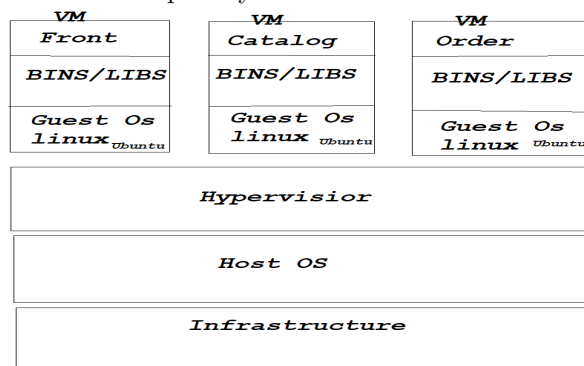 VM VM VM
Front Catalog Order
BINS/LIBS BINS/LIBS BINS/LIBS
Guest Os Guest Os Guest Os
linux Ubuntu linux Ubuntu linux Ubuntu
Hypervisior
Host OS
Infrastructure